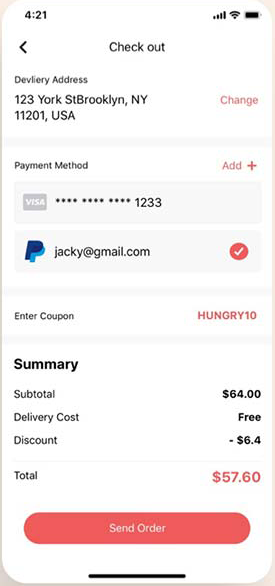 4:21
Check out
Devliery Address
123 York StBrooklyn, NY
11201, USA
Change
Payment Method
Add +
VISA **** **** **** 1233
jacky@gmail.com
Enter Coupon
HUNGRY10
Summary
Subtotal $64.00
Delivery Cost Free
Discount - $6.4
Total $57.60
Send Order